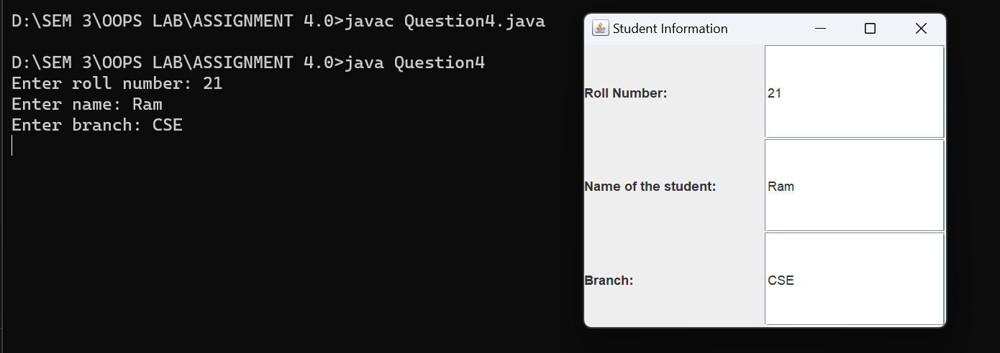 D:\SEM 3\OOPS LAB\ASSIGNMENT 4.0>javac Question4.java
D:\SEM 3\OOPS LAB\ASSIGNMENT 4.0>java Question4
Enter roll number: 21
Enter name: Ram
Enter branch: CSE
Student Information
Roll Number: 21
Name of the student: Ram
Branch: CSE